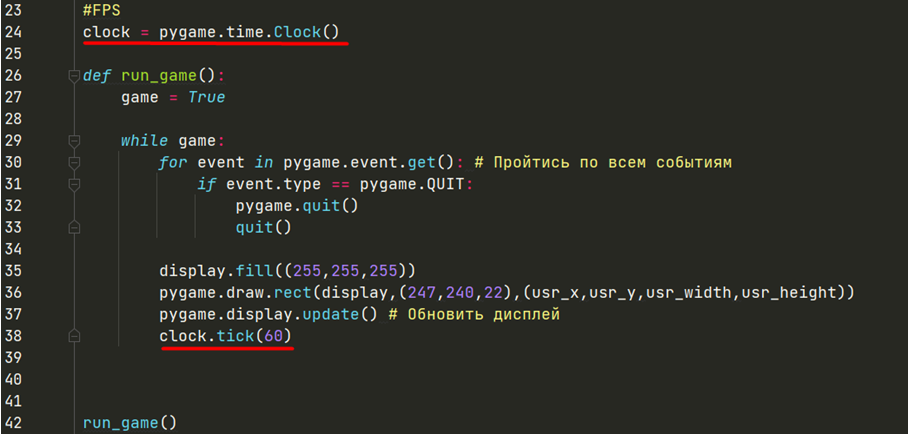 23 #FPS
24 clock = pygame.time.Clock()
25
26 def run_game():
27     game = True
28
29     while game:
30         for event in pygame.event.get(): # Пройтись по всем событиям
31             if event.type == pygame.QUIT:
32                 pygame.quit()
33                 quit()
34
35         display.fill((255,255,255))
36         pygame.draw.rect(display,(247,240,22),(usr_x,usr_y,usr_width,usr_height))
37         pygame.display.update() # Обновить дисплей
38         clock.tick(60)
39
40
41
42 run_game()